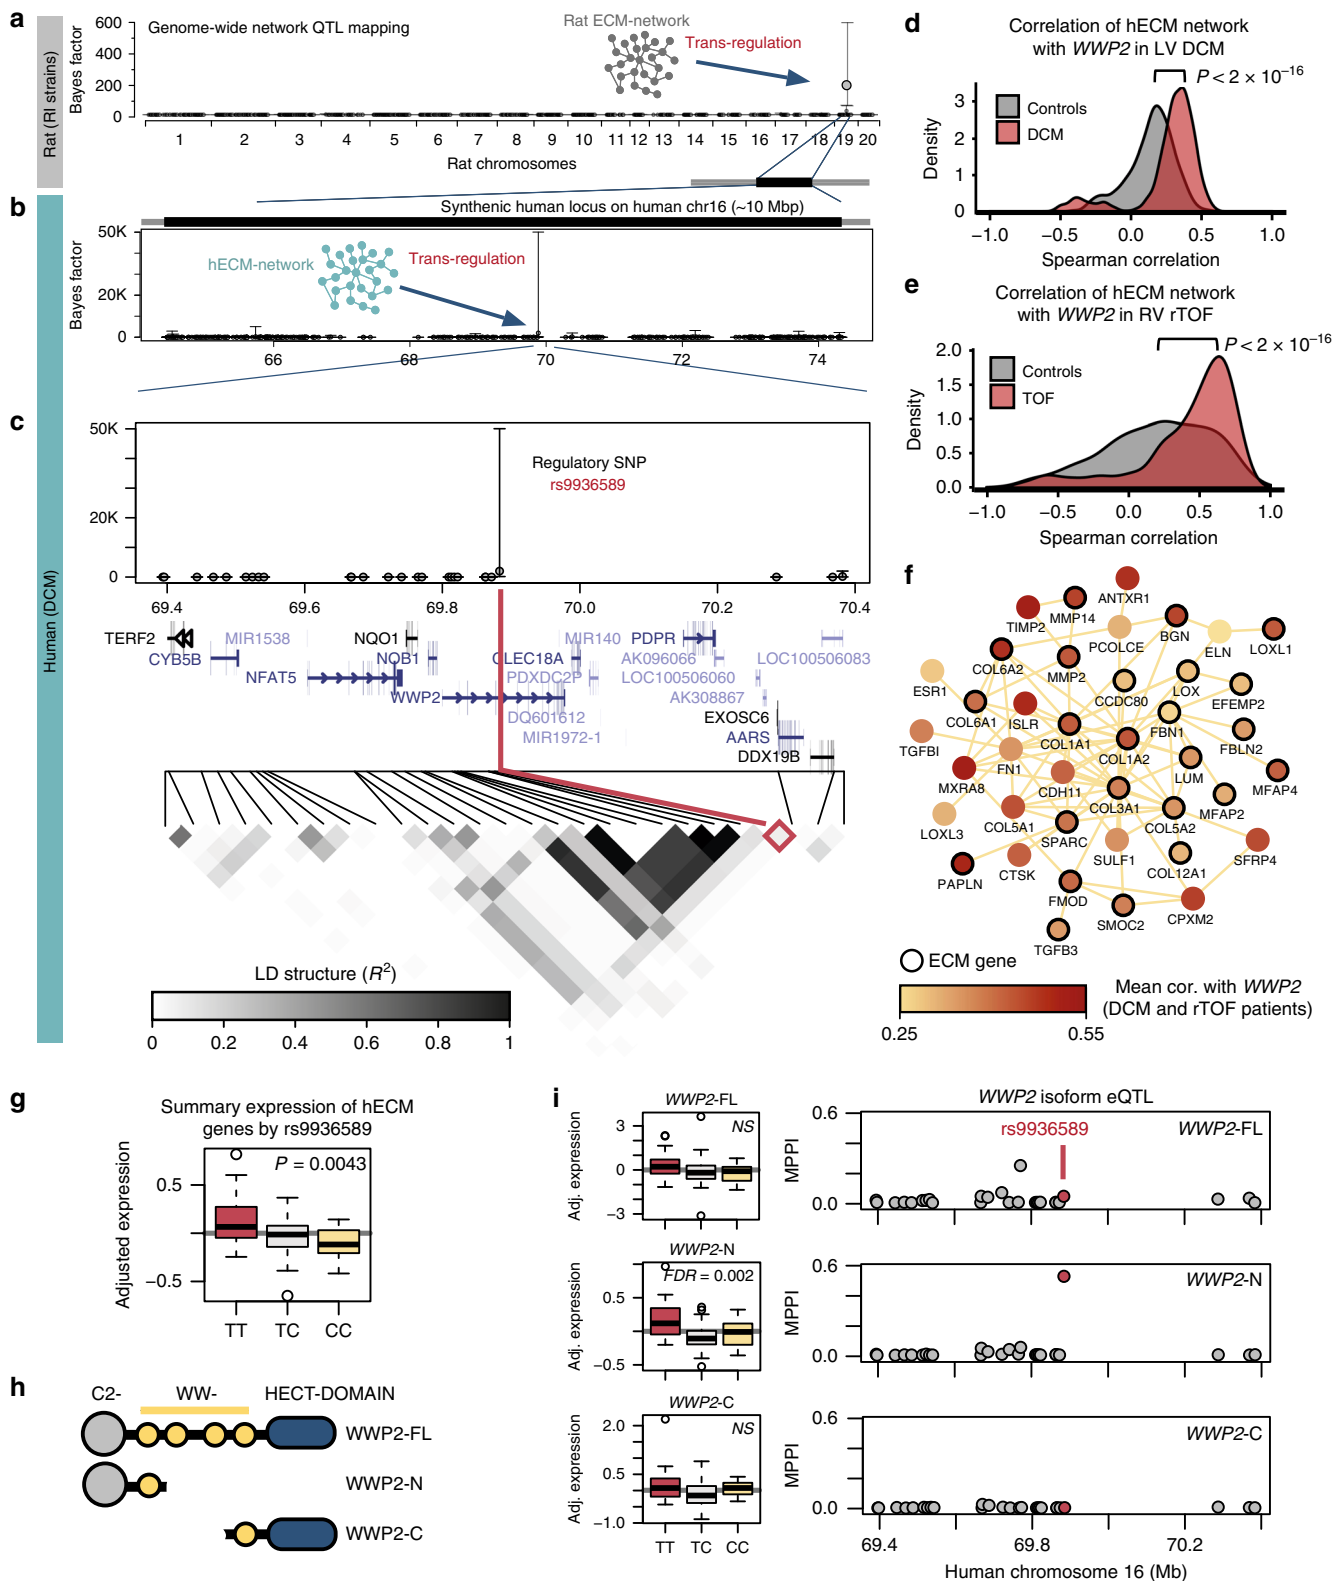 a
Rat (RI strains)
Genome-wide network QTL mapping
Bayes factor
600
400
200
0
Rat ECM-network
Trans-regulation
1 2 3 4 5 6 7 8 9 10 11 12 13 14 15 16 17 18 19 20
Rat chromosomes
b
Human (DCM)
Synthenic human locus on human chr16 (~10 Mbp)
Bayes factor
50K
20K
0
hECM-network
Trans-regulation
66 68 70 72 74
c
50K
20K
0
Regulatory SNP
rs9936589
69.4 69.6 69.8 70.0 70.2 70.4
TERF2 MIR1538 NQO1 MIR140 PDPR
CYB5B NOB1 CLEC18A AK096066 LOC100506083
NFAT5 PDXDC2P LOC100506060
WWP2 AK308867
DQ601612 EXOSC6
MIR1972-1 AARS
DDX19B
LD structure (R²)
0 0.2 0.4 0.6 0.8 1
d
Correlation of hECM network
with WWP2 in LV DCM
P < 2 × 10⁻¹⁶
Controls
DCM
Density
3
2
1
0
−1.0 −0.5 0.0 0.5 1.0
Spearman correlation
e
Correlation of hECM network
with WWP2 in RV rTOF
P < 2 × 10⁻¹⁶
Controls
TOF
Density
2.0
1.5
1.0
0.5
0.0
−1.0 −0.5 0.0 0.5 1.0
Spearman correlation
f
ANTXR1
MMP14
TIMP2
PCOLCE
BGN
ELN
LOXL1
COL6A2
MMP2
CCDC80
LOX
EFEMP2
ESR1
COL6A1
ISLR
COL1A1
FBN1
FBLN2
TGFBI
FN1
COL1A2
LUM
MXRA8
CDH11
COL3A1
MFAP2
MFAP4
LOXL3
COL5A1
SPARC
SULF1
COL5A2
SFRP4
PAPLN
CTSK
COL12A1
FMOD
SMOC2
CPXM2
TGFB3
ECM gene
Mean cor. with WWP2
(DCM and rTOF patients)
0.25 0.55
g
Summary expression of hECM
genes by rs9936589
P = 0.0043
Adjusted expression
0.5
−0.5
TT TC CC
h
C2- WW- HECT-DOMAIN
WWP2-FL
WWP2-N
WWP2-C
i
WWP2-FL
NS
Adj. expression
3
0
−3
WWP2-N
FDR = 0.002
Adj. expression
0.5
−0.5
WWP2-C
NS
Adj. expression
2.0
0.5
−1.0
TT TC CC
WWP2 isoform eQTL
rs9936589
WWP2-FL
MPPI
0.6
0.0
WWP2-N
MPPI
0.6
0.0
WWP2-C
MPPI
0.6
0.0
69.4 69.8 70.2
Human chromosome 16 (Mb)